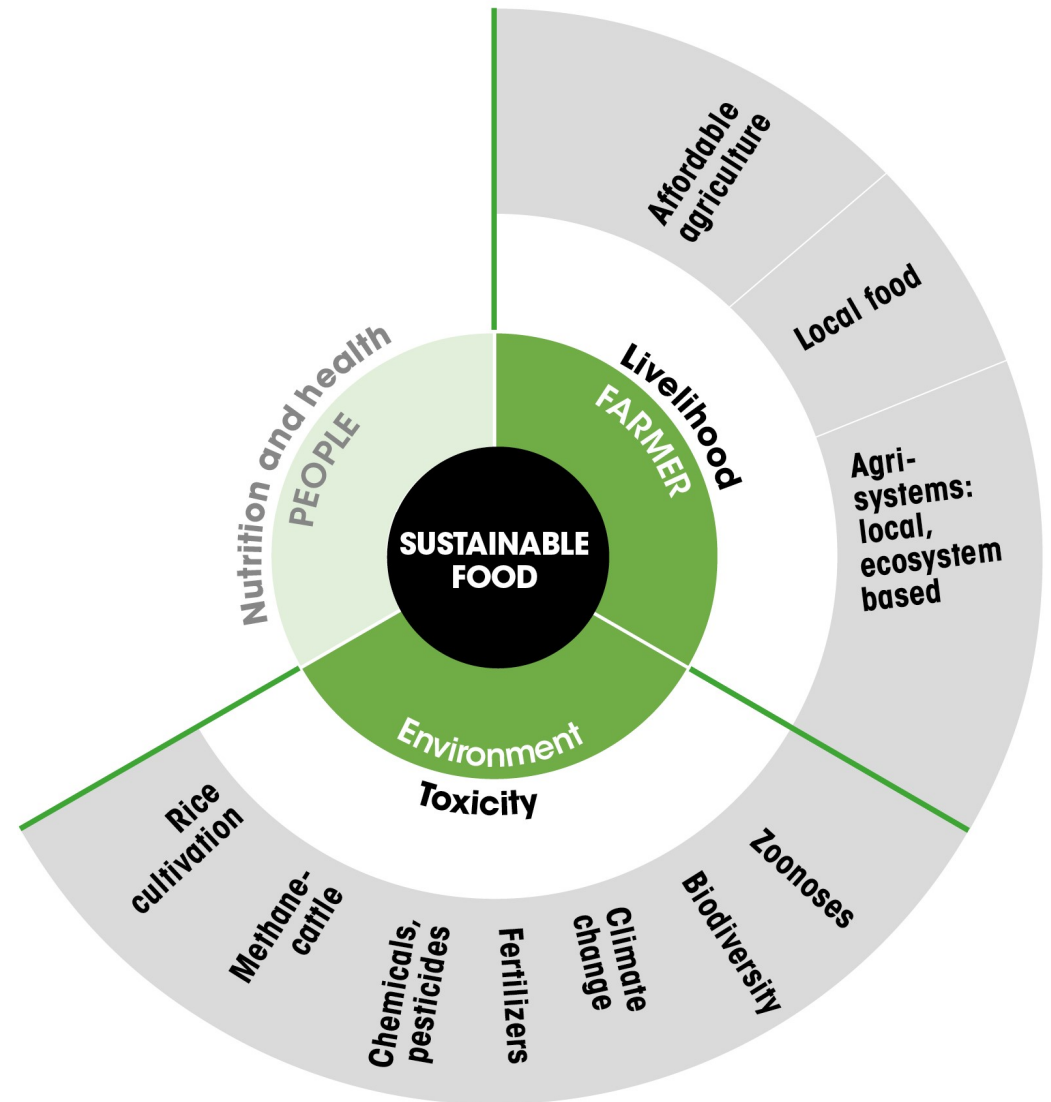 Affordable
agriculture
Local food
Agri-
systems:
local,
ecosystem
based
Livelihood
FARMER
Nutrition and health
PEOPLE
SUSTAINABLE
FOOD
Environment
Toxicity
Rice
cultivation
Methane-
cattle
Chemicals,
pesticides
Fertilizers
Climate
change
Biodiversity
Zoonoses